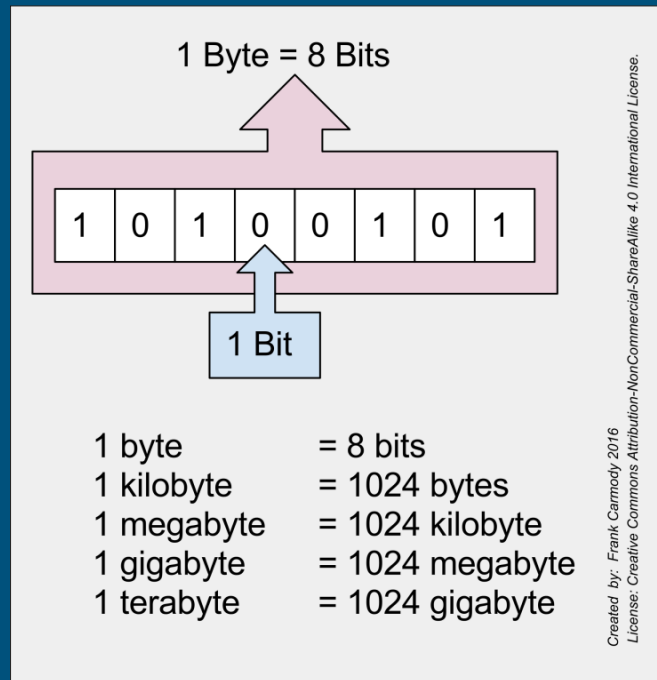 1 Byte = 8 Bits
1 0 1 0 0 1 0 1
1 Bit
1 byte = 8 bits
1 kilobyte = 1024 bytes
1 megabyte = 1024 kilobyte
1 gigabyte = 1024 megabyte
1 terabyte = 1024 gigabyte
Created by: Frank Carmody 2016
License: Creative Commons Attribution-NonCommercial-ShareAlike 4.0 International License.